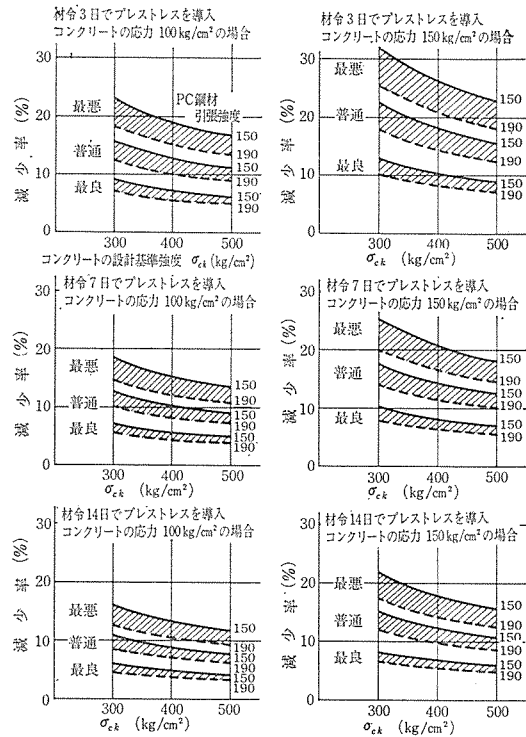 材令3日でプレストレスを導入
コンクリートの応力 100kg/cm²の場合
30
20
10
0
減少率(%)
最悪
普通
最良
PC鋼材
引張強度
150
190
150
190
150
190
300
400
500
コンクリートの設計基準強度 σck(kg/cm²)
材令3日でプレストレスを導入
コンクリートの応力 150kg/cm²の場合
30
20
10
0
減少率(%)
最悪
普通
最良
150
190
150
190
150
190
300
400
500
σck (kg/cm²)
材令7日でプレストレスを導入
コンクリートの応力 100kg/cm²の場合
30
20
10
0
減少率(%)
最悪
普通
最良
150
190
150
190
150
190
300
400
500
σck (kg/cm²)
材令7日でプレストレスを導入
コンクリートの応力 150kg/cm²の場合
30
20
10
0
減少率(%)
最悪
普通
最良
150
190
150
190
150
190
300
400
500
σck (kg/cm²)
材令14日でプレストレスを導入
コンクリートの応力 100kg/cm²の場合
30
20
10
0
減少率(%)
最悪
普通
最良
150
190
150
190
150
190
300
400
500
σck (kg/cm²)
材令14日でプレストレスを導入
コンクリートの応力 150kg/cm²の場合
30
20
10
0
減少率(%)
最悪
普通
最良
150
190
150
190
150
190
300
400
500
σck (kg/cm²)